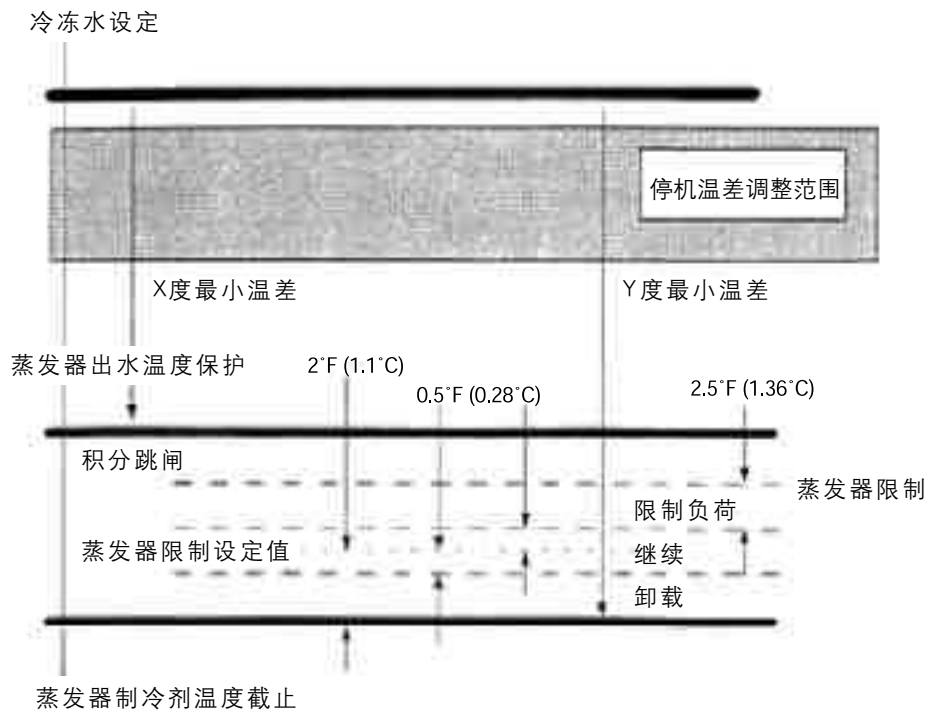 冷冻水设定
停机温差调整范围
X度最小温差
Y度最小温差
蒸发器出水温度保护
2°F (1.1°C)
0.5°F (0.28°C)
2.5°F (1.36°C)
积分跳闸
蒸发器限制
限制负荷
蒸发器限制设定值
继续
卸载
蒸发器制冷剂温度截止